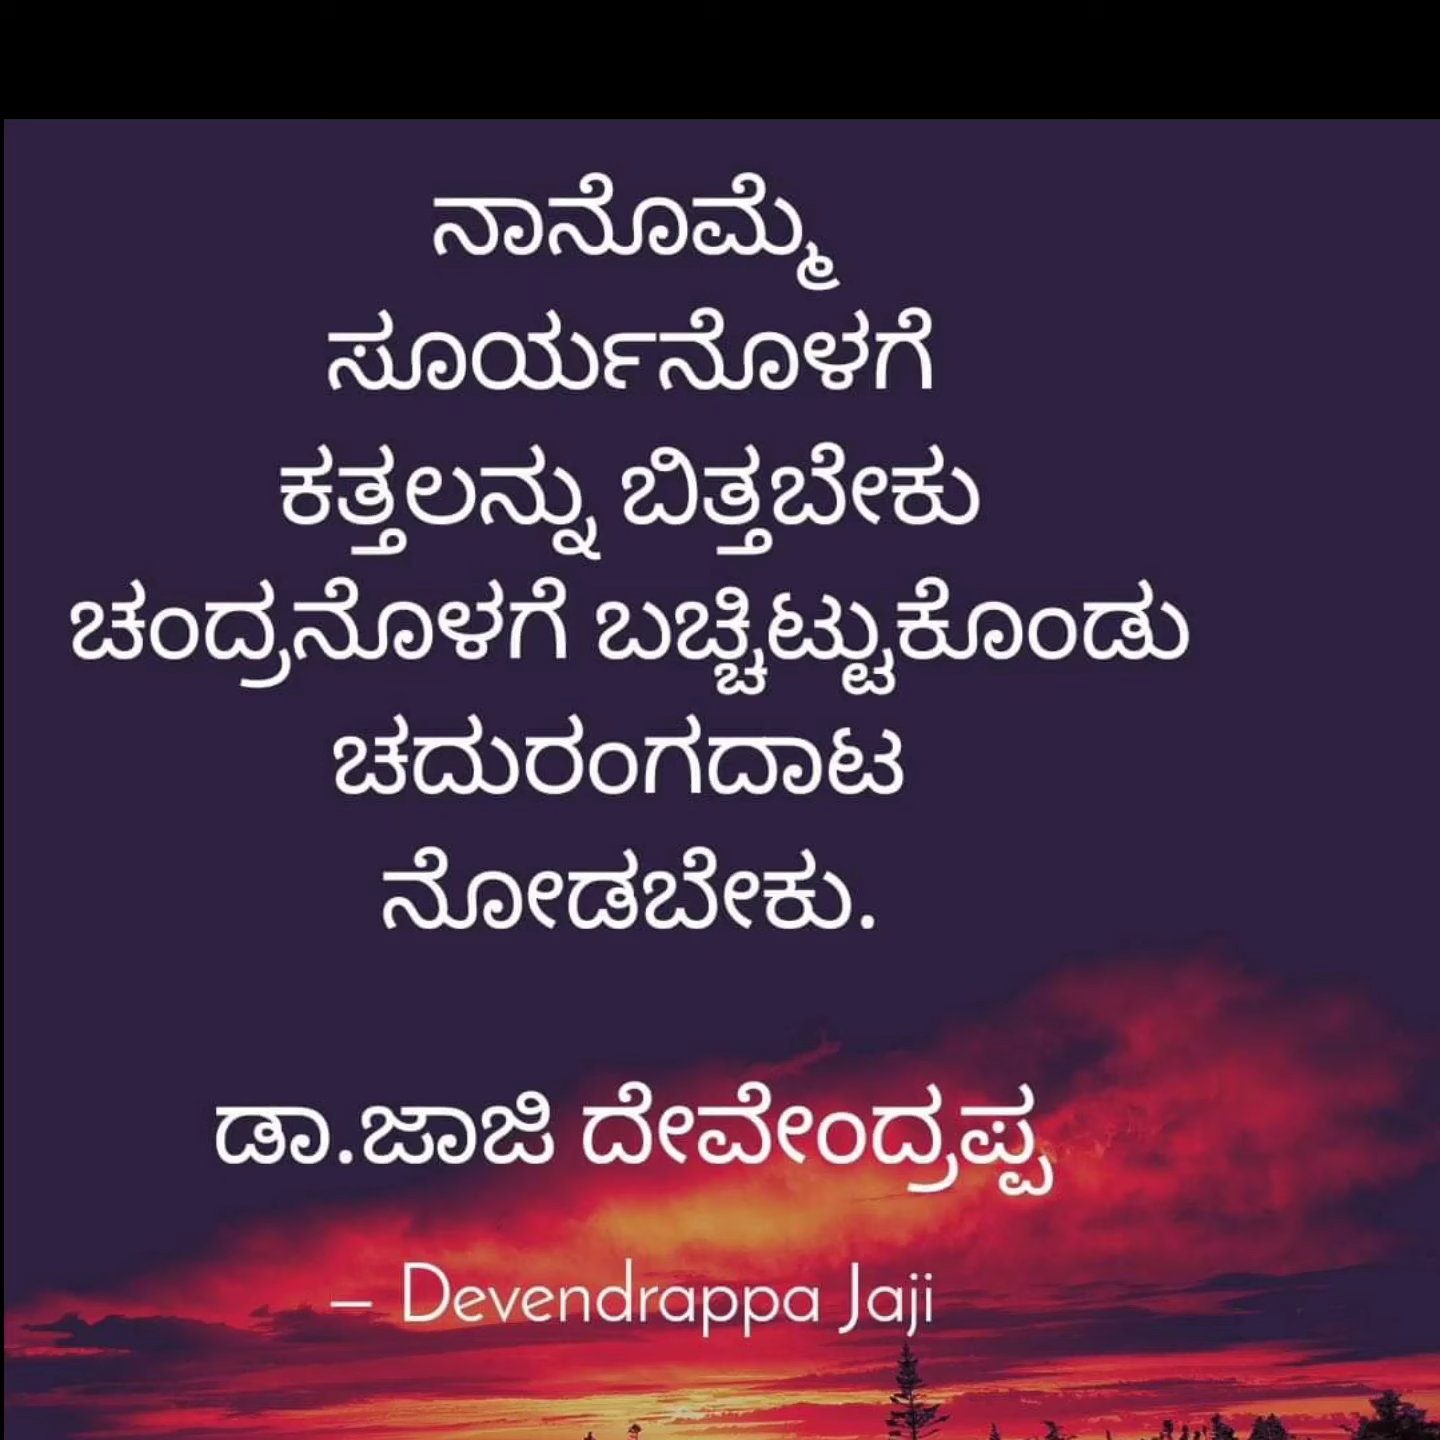 ನಾನೊಮ್ಮೆ
ಸೂರ್ಯನೊಳಗೆ
ಕತ್ತಲನ್ನು ಬಿತ್ತಬೇಕು
ಚಂದ್ರನೊಳಗೆ ಬಚ್ಚಿಟ್ಟುಕೊಂಡು
ಚದುರಂಗದಾಟ
ನೋಡಬೇಕು.
ಡಾ.ಜಾಜಿ ದೇವೇಂದ್ರಪ್ಪ
– Devendrappa Jaji